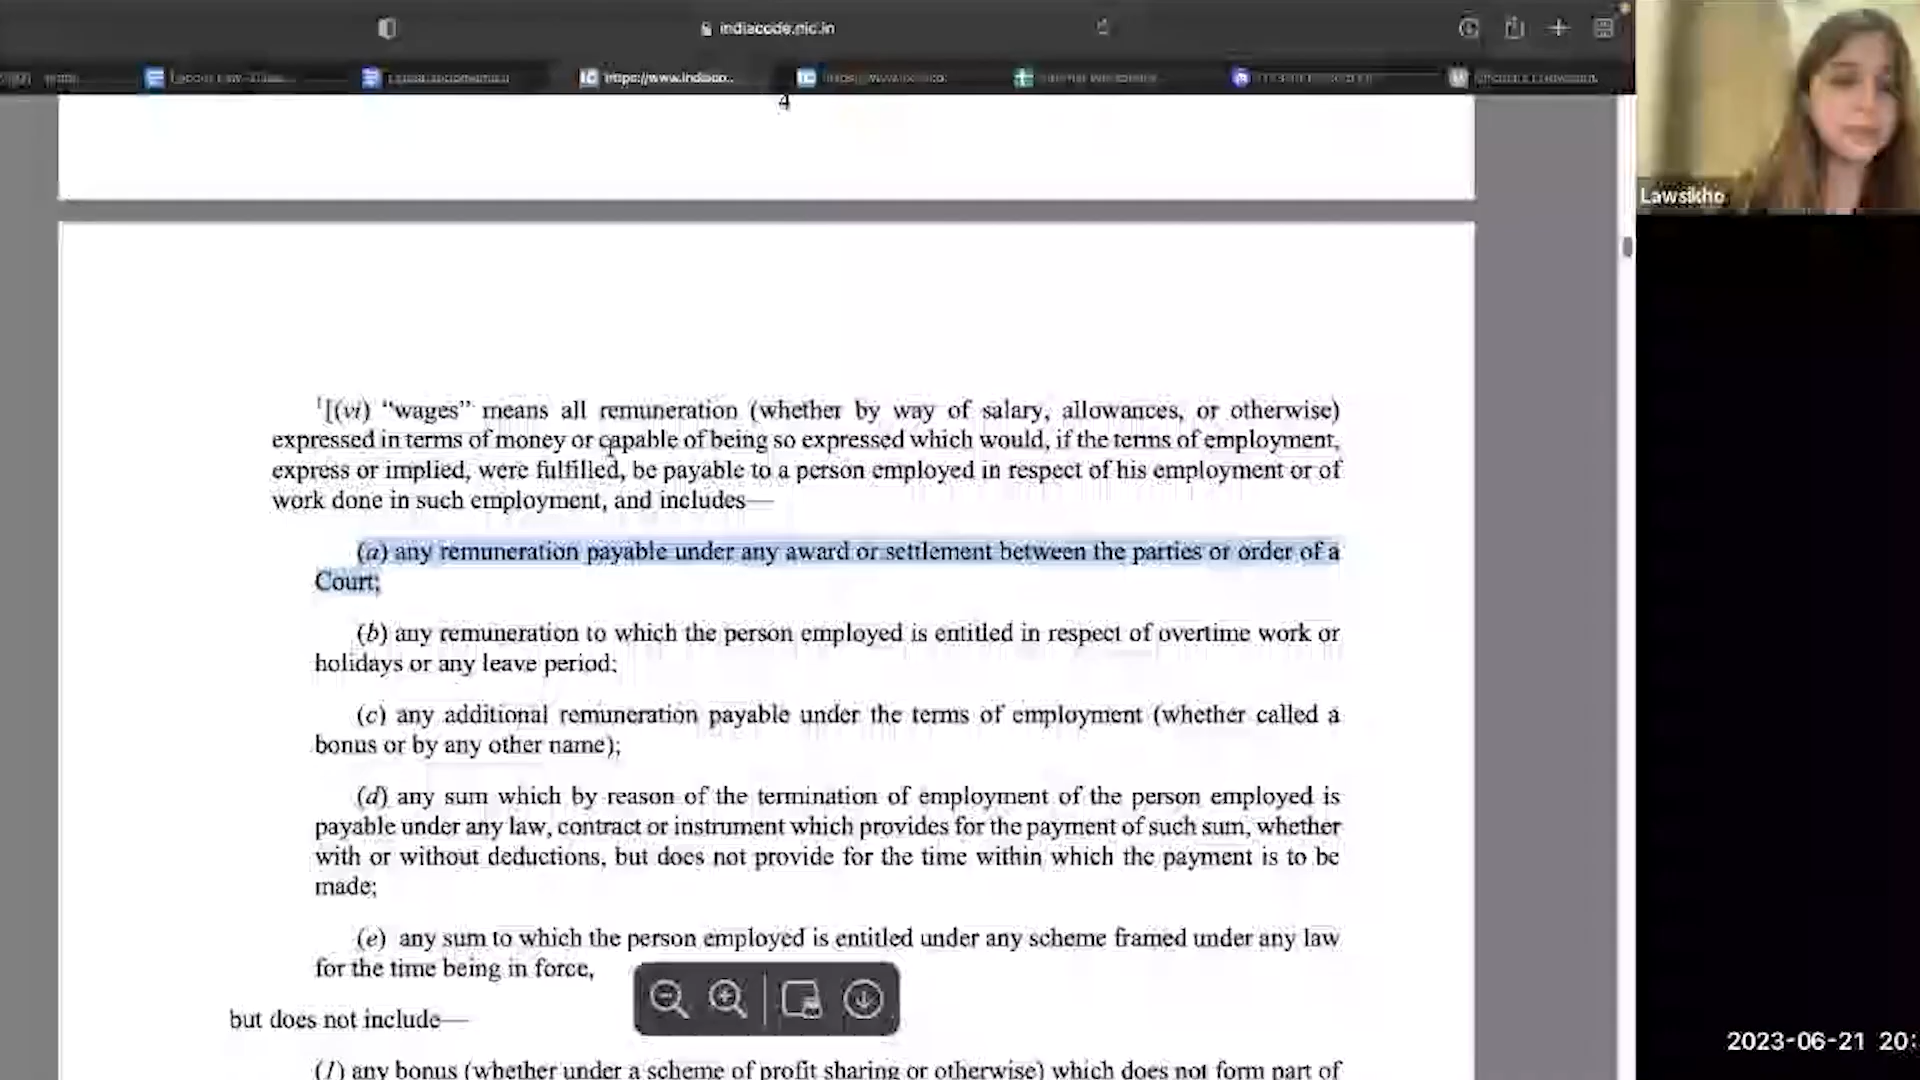 indiacode.nic.in
https://www.indiaco...
4
Lawsikho
¹[(vi) “wages” means all remuneration (whether by way of salary, allowances, or otherwise)
expressed in terms of money or capable of being so expressed which would, if the terms of employment,
express or implied, were fulfilled, be payable to a person employed in respect of his employment or of
work done in such employment, and includes—
(a) any remuneration payable under any award or settlement between the parties or order of a
Court;
(b) any remuneration to which the person employed is entitled in respect of overtime work or
holidays or any leave period;
(c) any additional remuneration payable under the terms of employment (whether called a
bonus or by any other name);
(d) any sum which by reason of the termination of employment of the person employed is
payable under any law, contract or instrument which provides for the payment of such sum, whether
with or without deductions, but does not provide for the time within which the payment is to be
made;
(e) any sum to which the person employed is entitled under any scheme framed under any law
for the time being in force,
but does not include—
(1) any bonus (whether under a scheme of profit sharing or otherwise) which does not form part of
2023-06-21 20: